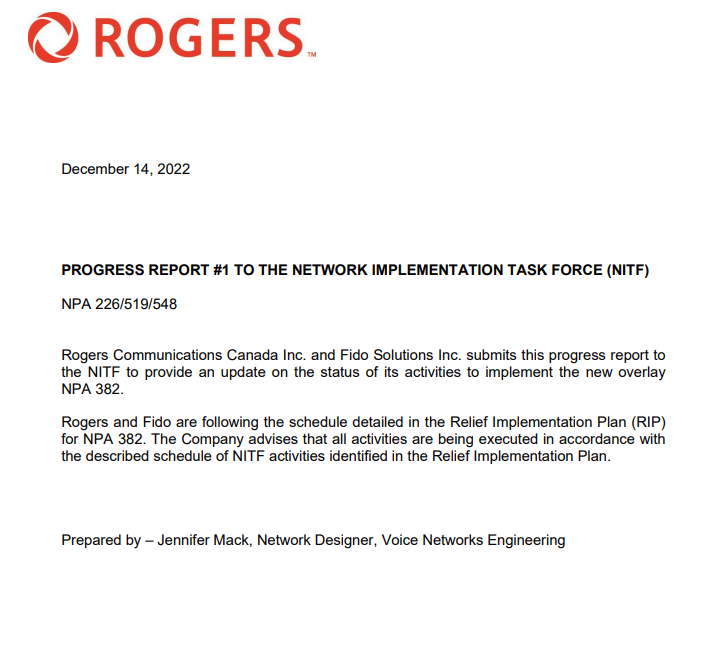 ROGERS™
December 14, 2022
PROGRESS REPORT #1 TO THE NETWORK IMPLEMENTATION TASK FORCE (NITF)
NPA 226/519/548
Rogers Communications Canada Inc. and Fido Solutions Inc. submits this progress report to
the NITF to provide an update on the status of its activities to implement the new overlay
NPA 382.
Rogers and Fido are following the schedule detailed in the Relief Implementation Plan (RIP)
for NPA 382. The Company advises that all activities are being executed in accordance with
the described schedule of NITF activities identified in the Relief Implementation Plan.
Prepared by – Jennifer Mack, Network Designer, Voice Networks Engineering